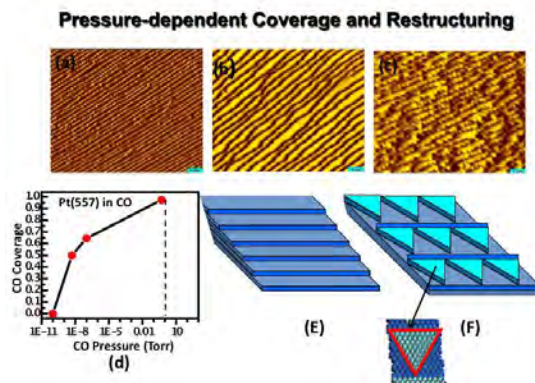 Pressure-dependent Coverage and Restructuring
(a)
(b)
(c)
1.0
0.9
0.8
0.7
0.6
0.5
0.4
0.3
0.2
0.1
0.0
CO Coverage
Pt(557) in CO
1E-11 1E-8 1E-5 0.01 10
CO Pressure (Torr)
(d)
(E)
(F)